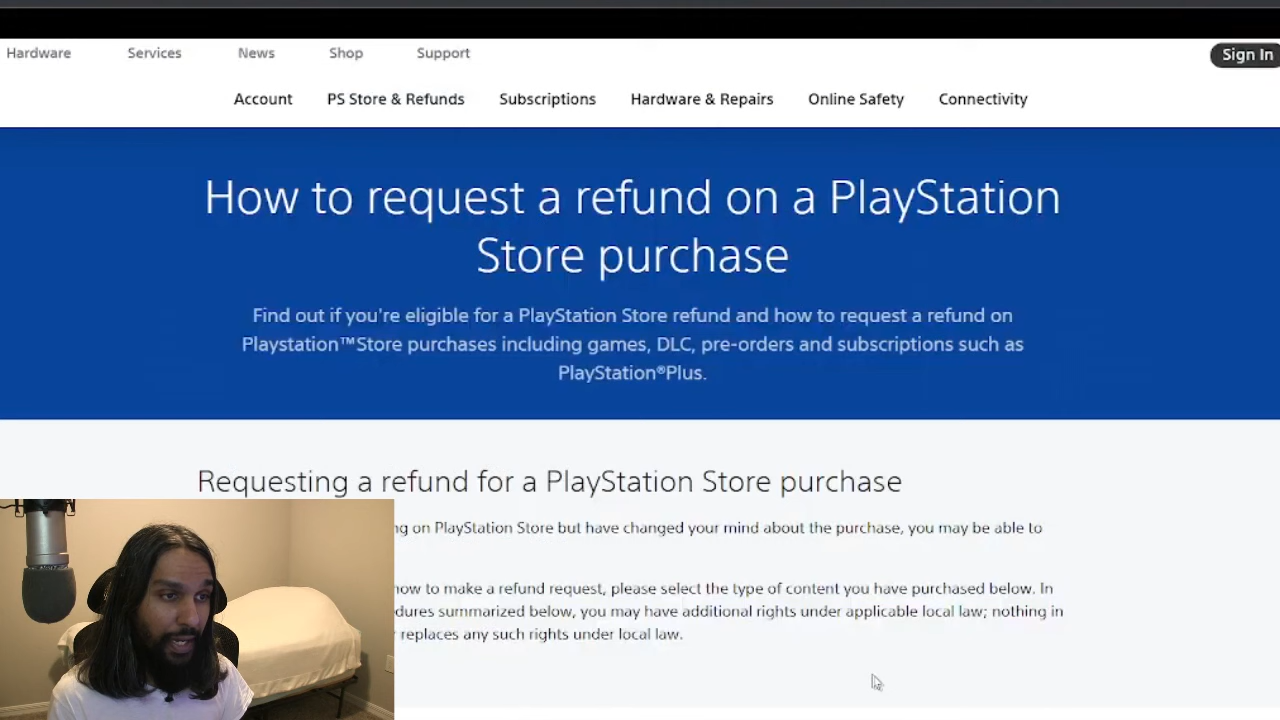 Hardware Services News Shop Support Sign In
Account PS Store & Refunds Subscriptions Hardware & Repairs Online Safety Connectivity
How to request a refund on a PlayStation
Store purchase
Find out if you're eligible for a PlayStation Store refund and how to request a refund on
Playstation™Store purchases including games, DLC, pre-orders and subscriptions such as
PlayStation®Plus.
Requesting a refund for a PlayStation Store purchase
on PlayStation Store but have changed your mind about the purchase, you may be able to
how to make a refund request, please select the type of content you have purchased below. In
summarized below, you may have additional rights under applicable local law; nothing in
replaces any such rights under local law.